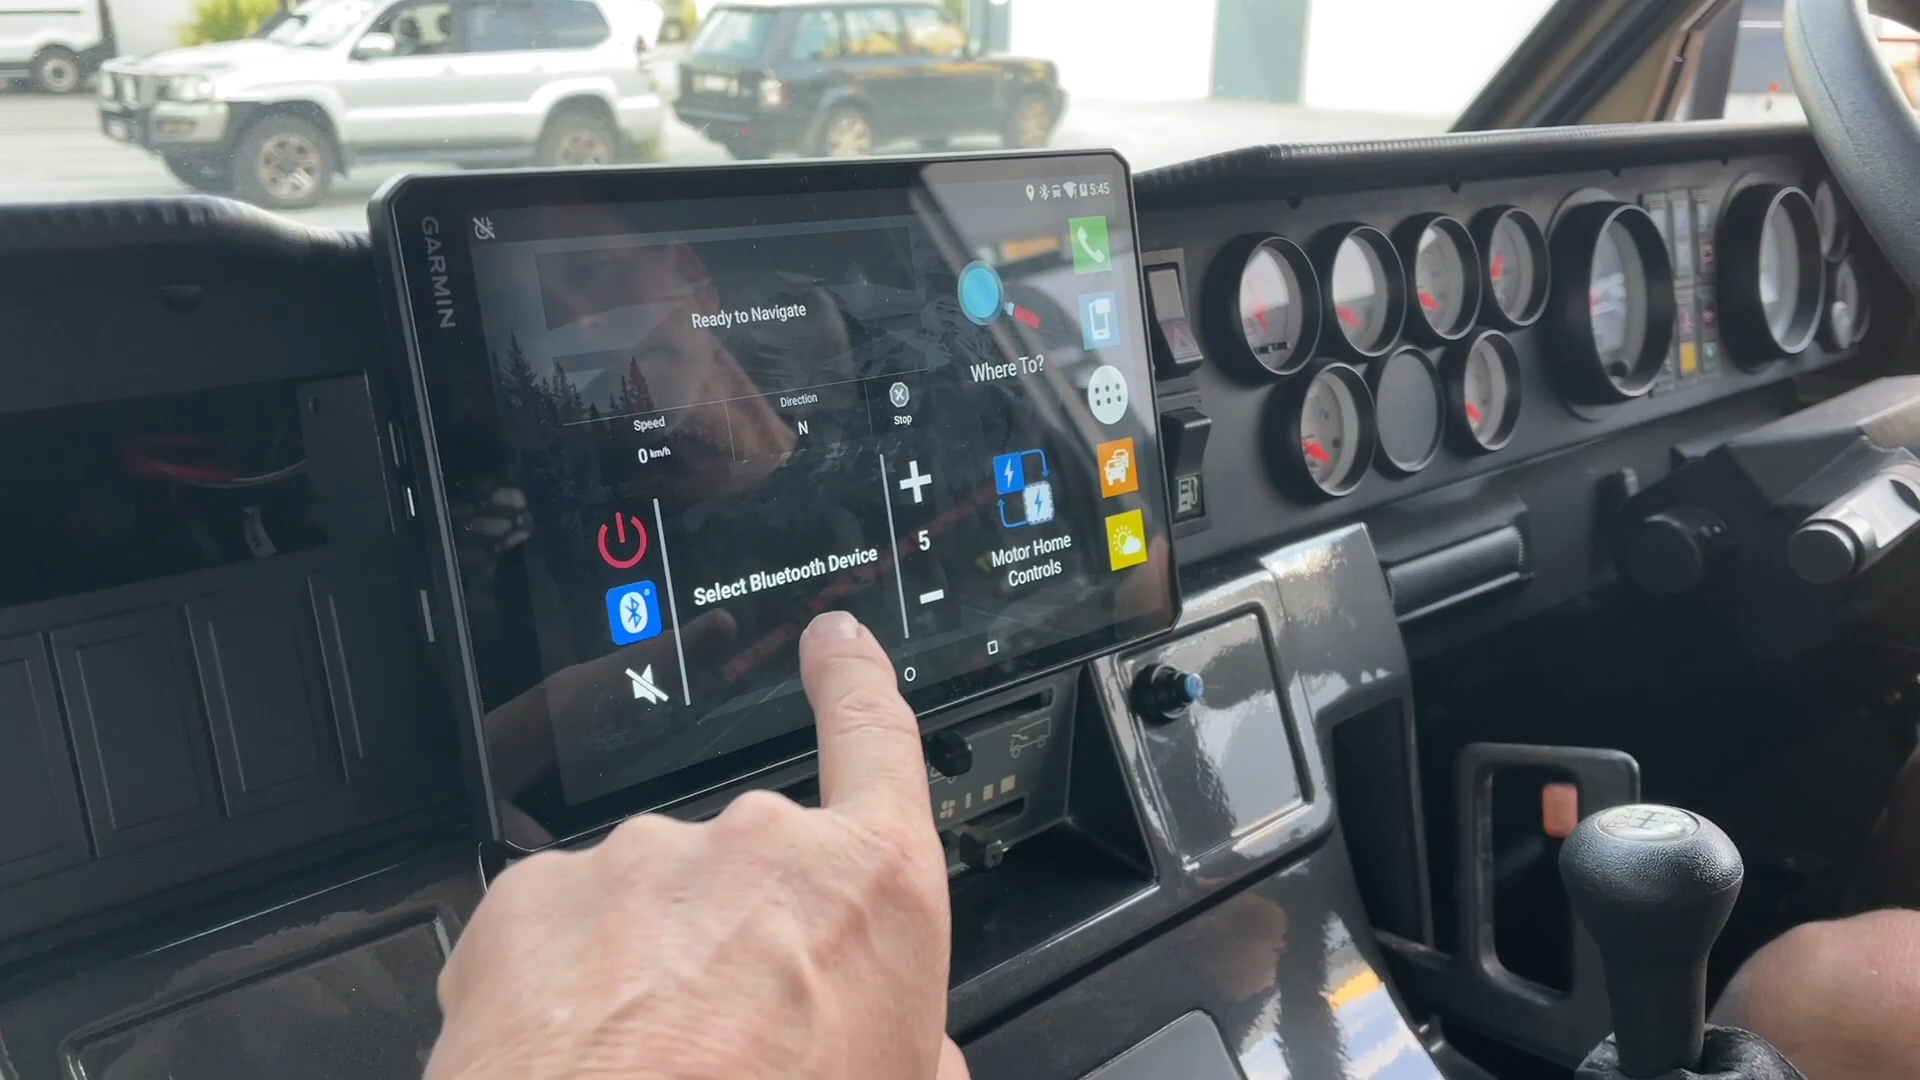 GARMIN
5:45
Ready to Navigate
Where To?
Speed
0 km/h
Direction
N
Stop
Select Bluetooth Device
5
Motor Home
Controls